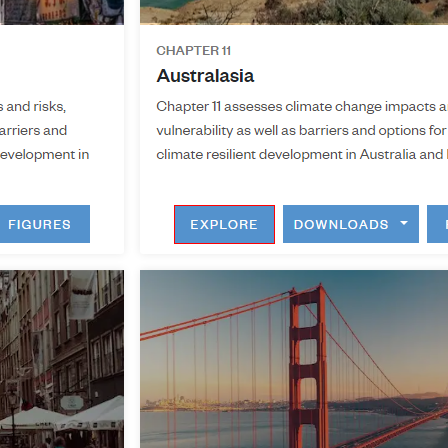 s and risks,
arriers and
evelopment in
FIGURES
CHAPTER 11
Australasia
Chapter 11 assesses climate change impacts a
vulnerability as well as barriers and options for
climate resilient development in Australia and
EXPLORE DOWNLOADS